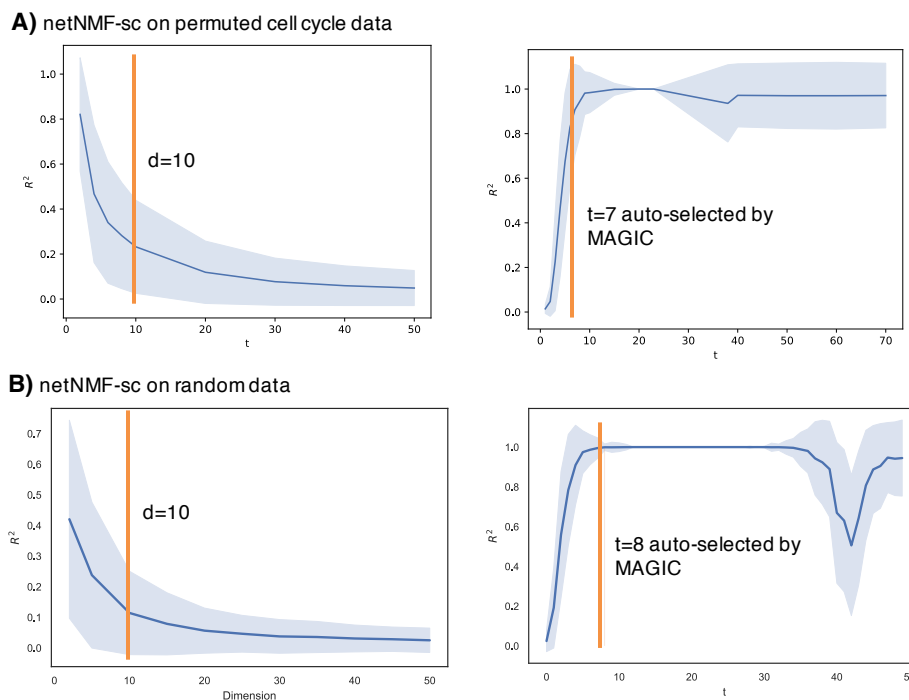 A) netNMF-sc on permuted cell cycle data
1.0
0.8
0.6
0.4
0.2
0.0
R²
d=10
0 10 20 30 40 50
t
1.0
0.8
0.6
0.4
0.2
0.0
R²
t=7 auto-selected by
MAGIC
0 10 20 30 40 50 60 70
t
B) netNMF-sc on random data
0.7
0.6
0.5
0.4
0.3
0.2
0.1
0.0
R²
d=10
0 10 20 30 40 50
Dimension
1.0
0.8
0.6
0.4
0.2
0.0
R²
t=8 auto-selected by
MAGIC
0 10 20 30 40
t